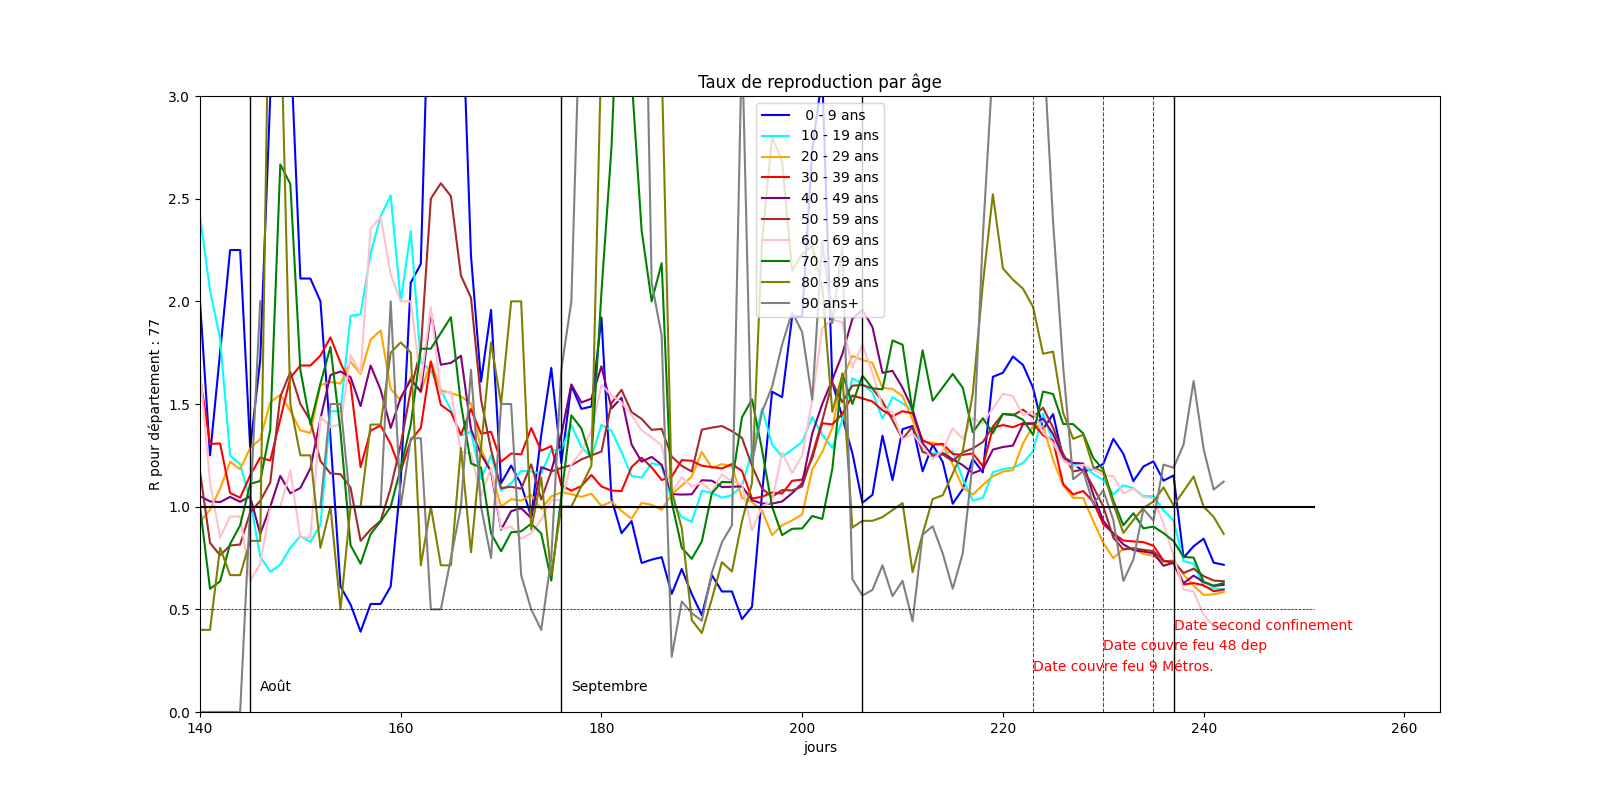 Taux de reproduction par âge
3.0
2.5
2.0
1.5
1.0
0.5
0.0
R pour département : 77
0 - 9 ans
10 - 19 ans
20 - 29 ans
30 - 39 ans
40 - 49 ans
50 - 59 ans
60 - 69 ans
70 - 79 ans
80 - 89 ans
90 ans+
Date second confinement
Date couvre feu 48 dep
Date couvre feu 9 Métros.
Août
Septembre
140 160 180 200 220 240 260
jours